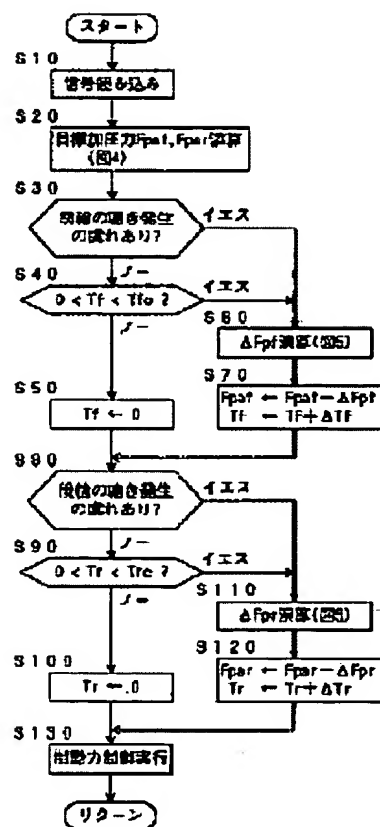 スタート
S10
信号読み込み
S20
目標加圧力Fpaf,Fpar演算
(図4)
S30
前輪の鳴き発生
の虞れあり?
イエス
S40
ノー
0 < Tf < Tfe ?
イエス
ノー
S60
ΔFpf演算(図5)
S50
S70
Tf ← 0
Fpaf ← Fpaf-ΔFpf
Tf ← Tf+ΔTf
S80
後輪の鳴き発生
の虞れあり?
イエス
S90
ノー
0 < Tr < Tre ?
イエス
ノー
S110
ΔFpr演算(図5)
S100
S120
Tr ← 0
Fpar ← Fpar-ΔFpr
Tr ← Tr+ΔTr
S130
制動力制御実行
リターン